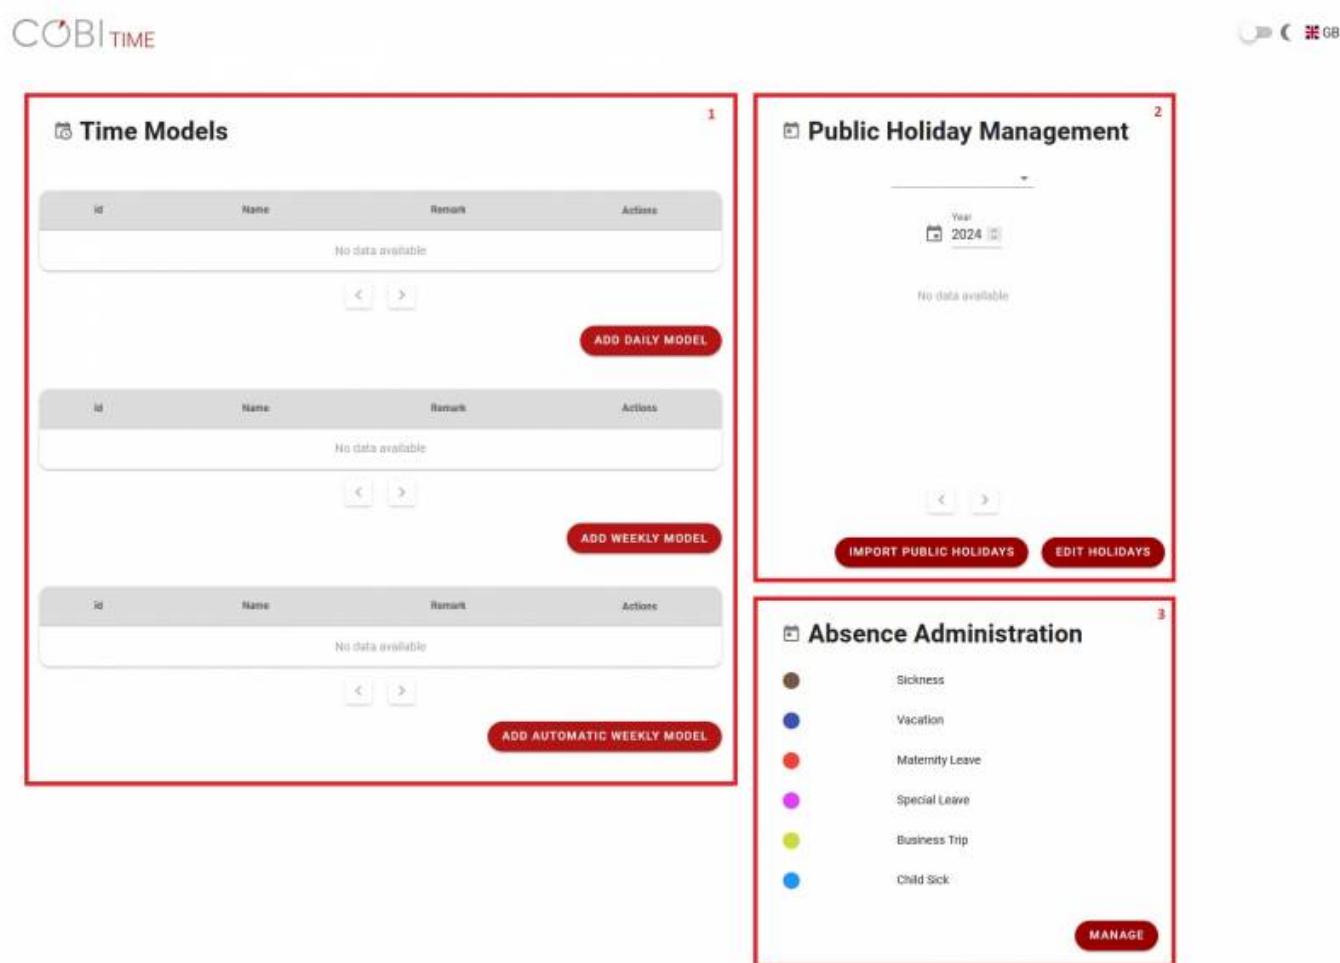 COBI TIME
GB
1
Time Models
id Name Remark Actions
No data available
ADD DAILY MODEL
id Name Remark Actions
No data available
ADD WEEKLY MODEL
id Name Remark Actions
No data available
ADD AUTOMATIC WEEKLY MODEL
2
Public Holiday Management
Year
2024
No data available
IMPORT PUBLIC HOLIDAYS EDIT HOLIDAYS
3
Absence Administration
Sickness
Vacation
Maternity Leave
Special Leave
Business Trip
Child Sick
MANAGE